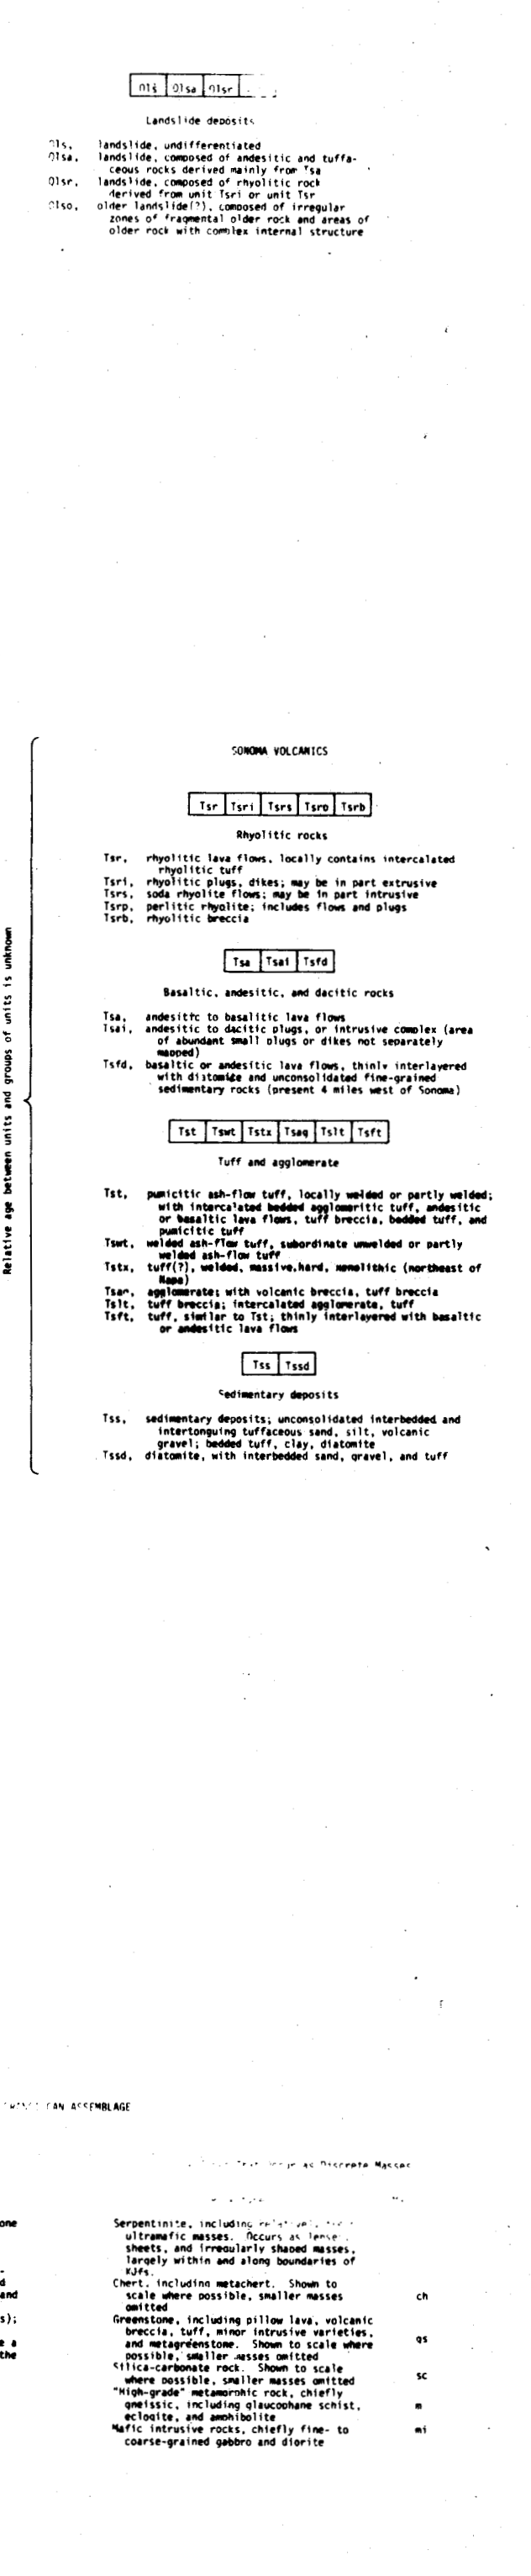 Qls Qlsa Qlsr
Landslide deposits
Qls, landslide, undifferentiated
Qlsa, landslide, composed of andesitic and tuffa-
ceous rocks derived mainly from Tsa
Qlsr, landslide, composed of rhyolitic rock
derived from unit Tsri or unit Tsr
Qlso, older landslide(?), composed of irregular
zones of fragmental older rock and areas of
older rock with complex internal structure
Relative age between units and groups of units is unknown
SONOMA VOLCANICS
Tsr Tsri Tsrs Tsrp Tsrb
Rhyolitic rocks
Tsr, rhyolitic lava flows, locally contains intercalated
rhyolitic tuff
Tsri, rhyolitic plugs, dikes; may be in part extrusive
Tsrs, soda rhyolite flows; may be in part intrusive
Tsrp, perlitic rhyolite; includes flows and plugs
Tsrb, rhyolitic breccia
Tsa Tsai Tsfd
Basaltic, andesitic, and dacitic rocks
Tsa, andesitic to basalitic lava flows
Tsai, andesitic to dacitic plugs, or intrusive complex (area
of abundant small plugs or dikes not separately
mapped)
Tsfd, basaltic or andesitic lava flows, thinly interlayered
with diatomite and unconsolidated fine-grained
sedimentary rocks (present 4 miles west of Sonoma)
Tst Tswt Tstx Tsag Tslt Tsft
Tuff and agglomerate
Tst, pumicitic ash-flow tuff, locally welded or partly welded;
with intercalated bedded agglomeritic tuff, andesitic
or basaltic lava flows, tuff breccia, bedded tuff, and
pumicitic tuff
Tswt, welded ash-flow tuff, subordinate unwelded or partly
welded ash-flow tuff
Tstx, tuff(?), welded, massive,hard, xenolithic (northeast of
Napa)
Tsag, agglomerate; with volcanic breccia, tuff breccia
Tslt, tuff breccia; intercalated agglomerate, tuff
Tsft, tuff, similar to Tst; thinly interlayered with basaltic
or andesitic lava flows
Tss Tssd
Sedimentary deposits
Tss, sedimentary deposits; unconsolidated interbedded and
intertonguing tuffaceous sand, silt, volcanic
gravel; bedded tuff, clay, diatomite
Tssd, diatomite, with interbedded sand, gravel, and tuff
CAN ASSEMBLAGE
as Discrete Masses
one
d
and
s);
e a
the
Serpentinite, including
ultramafic masses. Occurs as lenses,
sheets, and irregularly shaped masses,
largely within and along boundaries of
KJfs.
Chert, including metachert. Shown to
scale where possible, smaller masses ch
omitted
Greenstone, including pillow lava, volcanic
breccia, tuff, minor intrusive varieties,
and metagreenstone. Shown to scale where gs
possible, smaller masses omitted
Silica-carbonate rock. Shown to scale
where possible, smaller masses omitted sc
"High-grade" metamorphic rock, chiefly
gneissic, including glaucophane schist, m
eclogite, and amphibolite
Mafic intrusive rocks, chiefly fine- to mi
coarse-grained gabbro and diorite